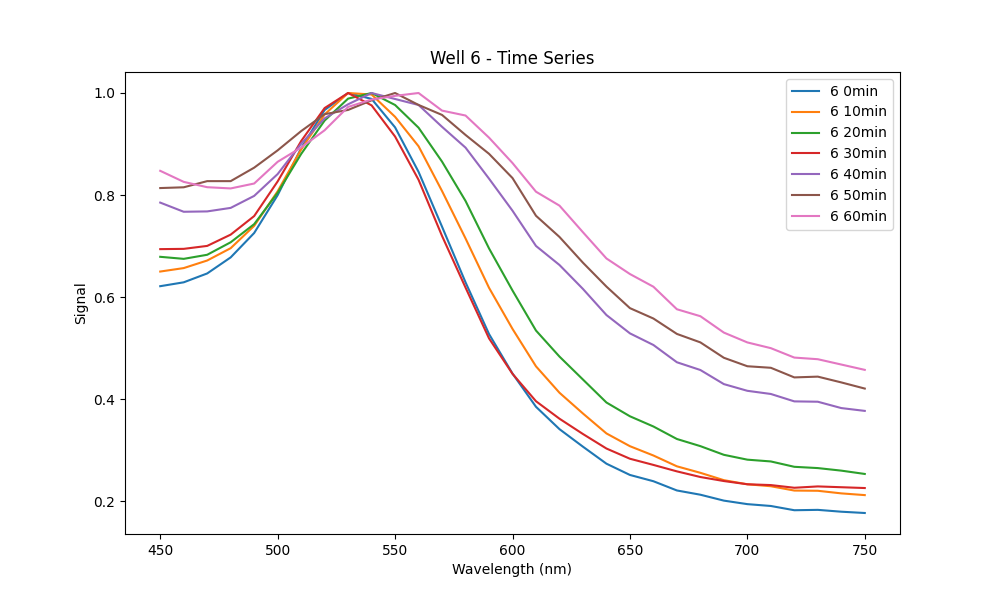 Well 6 - Time Series
Signal
1.0
0.8
0.6
0.4
0.2
6 0min
6 10min
6 20min
6 30min
6 40min
6 50min
6 60min
450 500 550 600 650 700 750
Wavelength (nm)